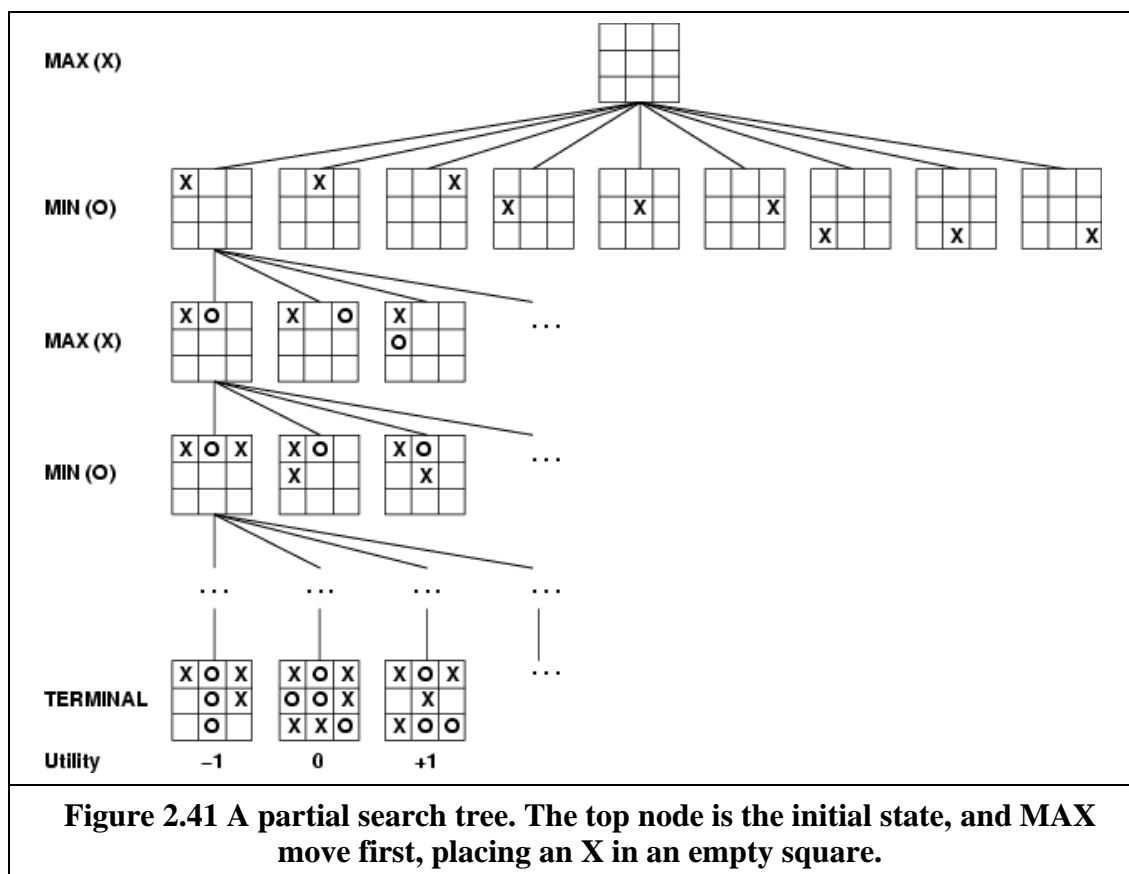 MAX (X)
X X X X X X X X X
MIN (O)
X O X O X ...
MAX (X)
O
X O X X O X O ...
MIN (O)
X X
... ... ... ...
X O X X O X X O X ...
TERMINAL
O X O O X X
O X X O X O O
Utility –1 0 +1
Figure 2.41 A partial search tree. The top node is the initial state, and MAX
move first, placing an X in an empty square.